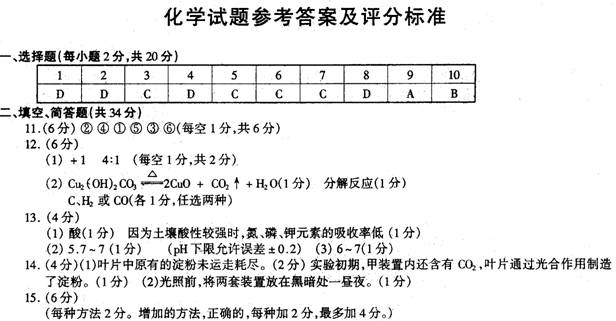 化学试题参考答案及评分标准
一、选择题(每小题2分,共20分)
1 2 3 4 5 6 7 8 9 10
D D C D C C C D A B
二、填空、简答题(共34分)
11.(6分) ②④①⑤③⑥(每空1分,共6分)
12. (6分)
(1) +1 4:1 (每空1分,共2分)
△
(2) Cu₂(OH)₂CO₃ 2CuO + CO₂↑ + H₂O(1分) 分解反应(1分)
C、H₂ 或 CO(各1分,任选两种)
13. (4分)
(1) 酸(1分) 因为土壤酸性较强时,氮、磷、钾元素的吸收率低 (1分)
(2) 5.7~7 (1分) (pH下限允许误差±0.2) (3) 6~7(1分)
14. (4分)(1)叶片中原有的淀粉未运走耗尽。(2分) 实验初期,甲装置内还含有 CO₂,叶片通过光合作用制造
了淀粉。(1分) (2)光照前,将两套装置放在黑暗处一昼夜。(1分)
15. (6分)
(每种方法2分。增加的方法,正确的,每种加2分,最多加4分。)